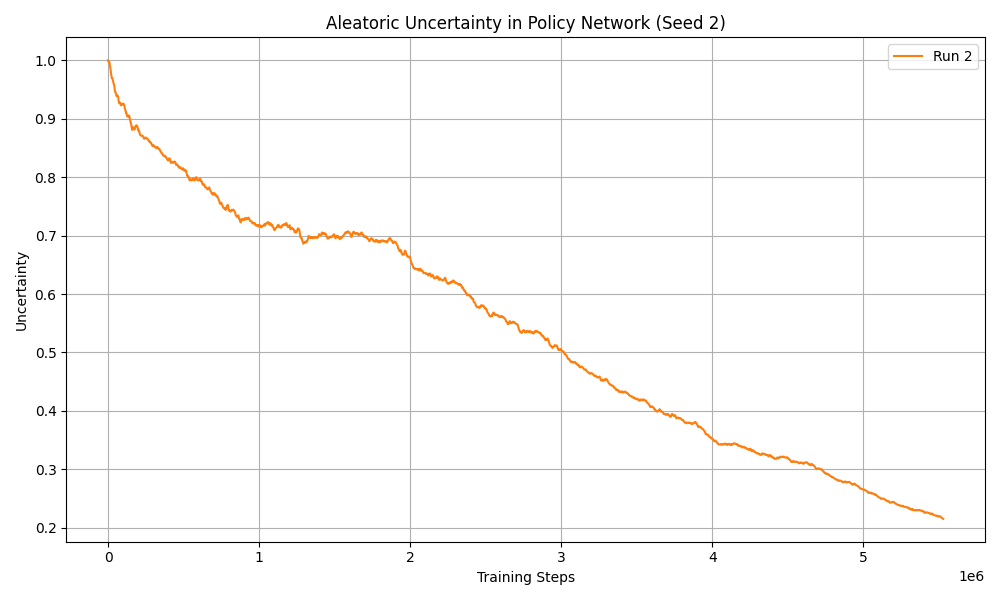 Aleatoric Uncertainty in Policy Network (Seed 2)
Run 2
Uncertainty
1.0
0.9
0.8
0.7
0.6
0.5
0.4
0.3
0.2
0 1 2 3 4 5
1e6
Training Steps